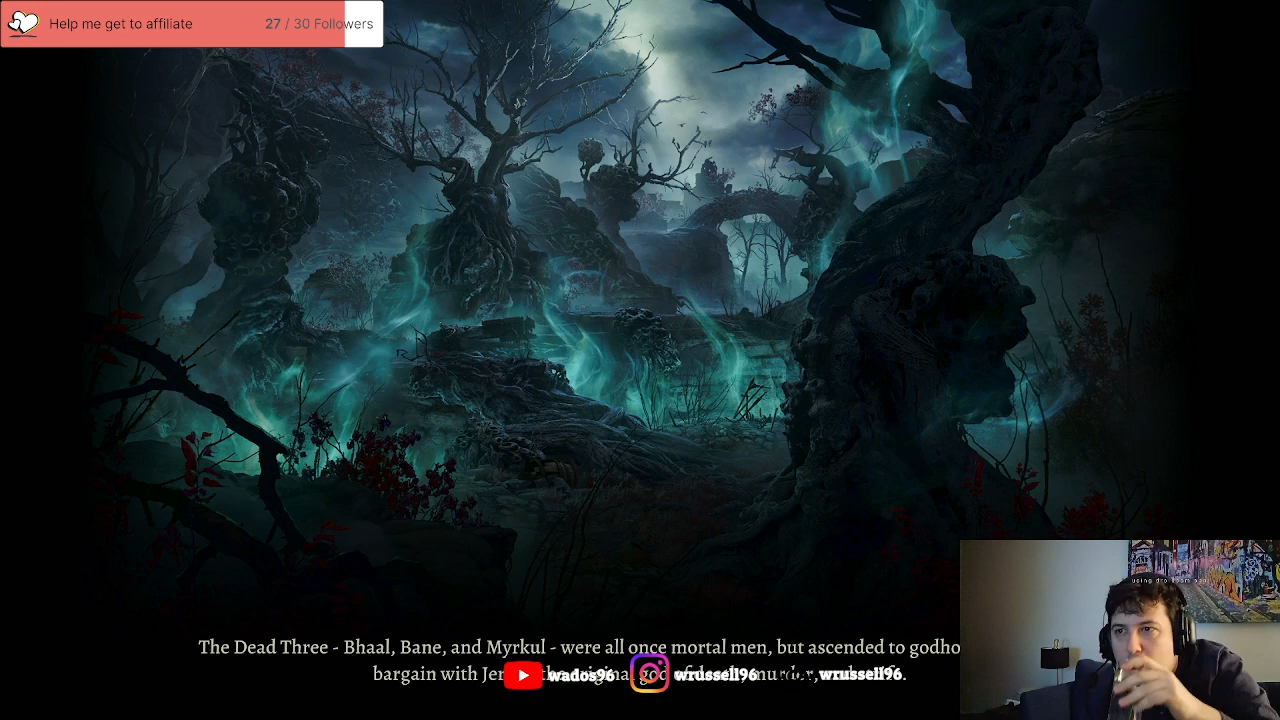 Help me get to affiliate
27 / 30 Followers
The Dead Three - Bhaal, Bane, and Myrkul - were all once mortal men, but ascended to godho
bargain with
wados96
wrussell96
wrussell96